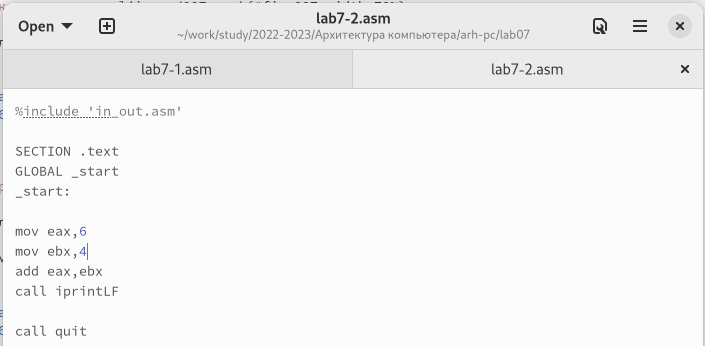 Open
lab7-2.asm
~/work/study/2022-2023/Архитектура компьютера/arh-pc/lab07
lab7-1.asm
lab7-2.asm
%include 'in_out.asm'
SECTION .text
GLOBAL _start
_start:
mov eax,6
mov ebx,4
add eax,ebx
call iprintLF
call quit